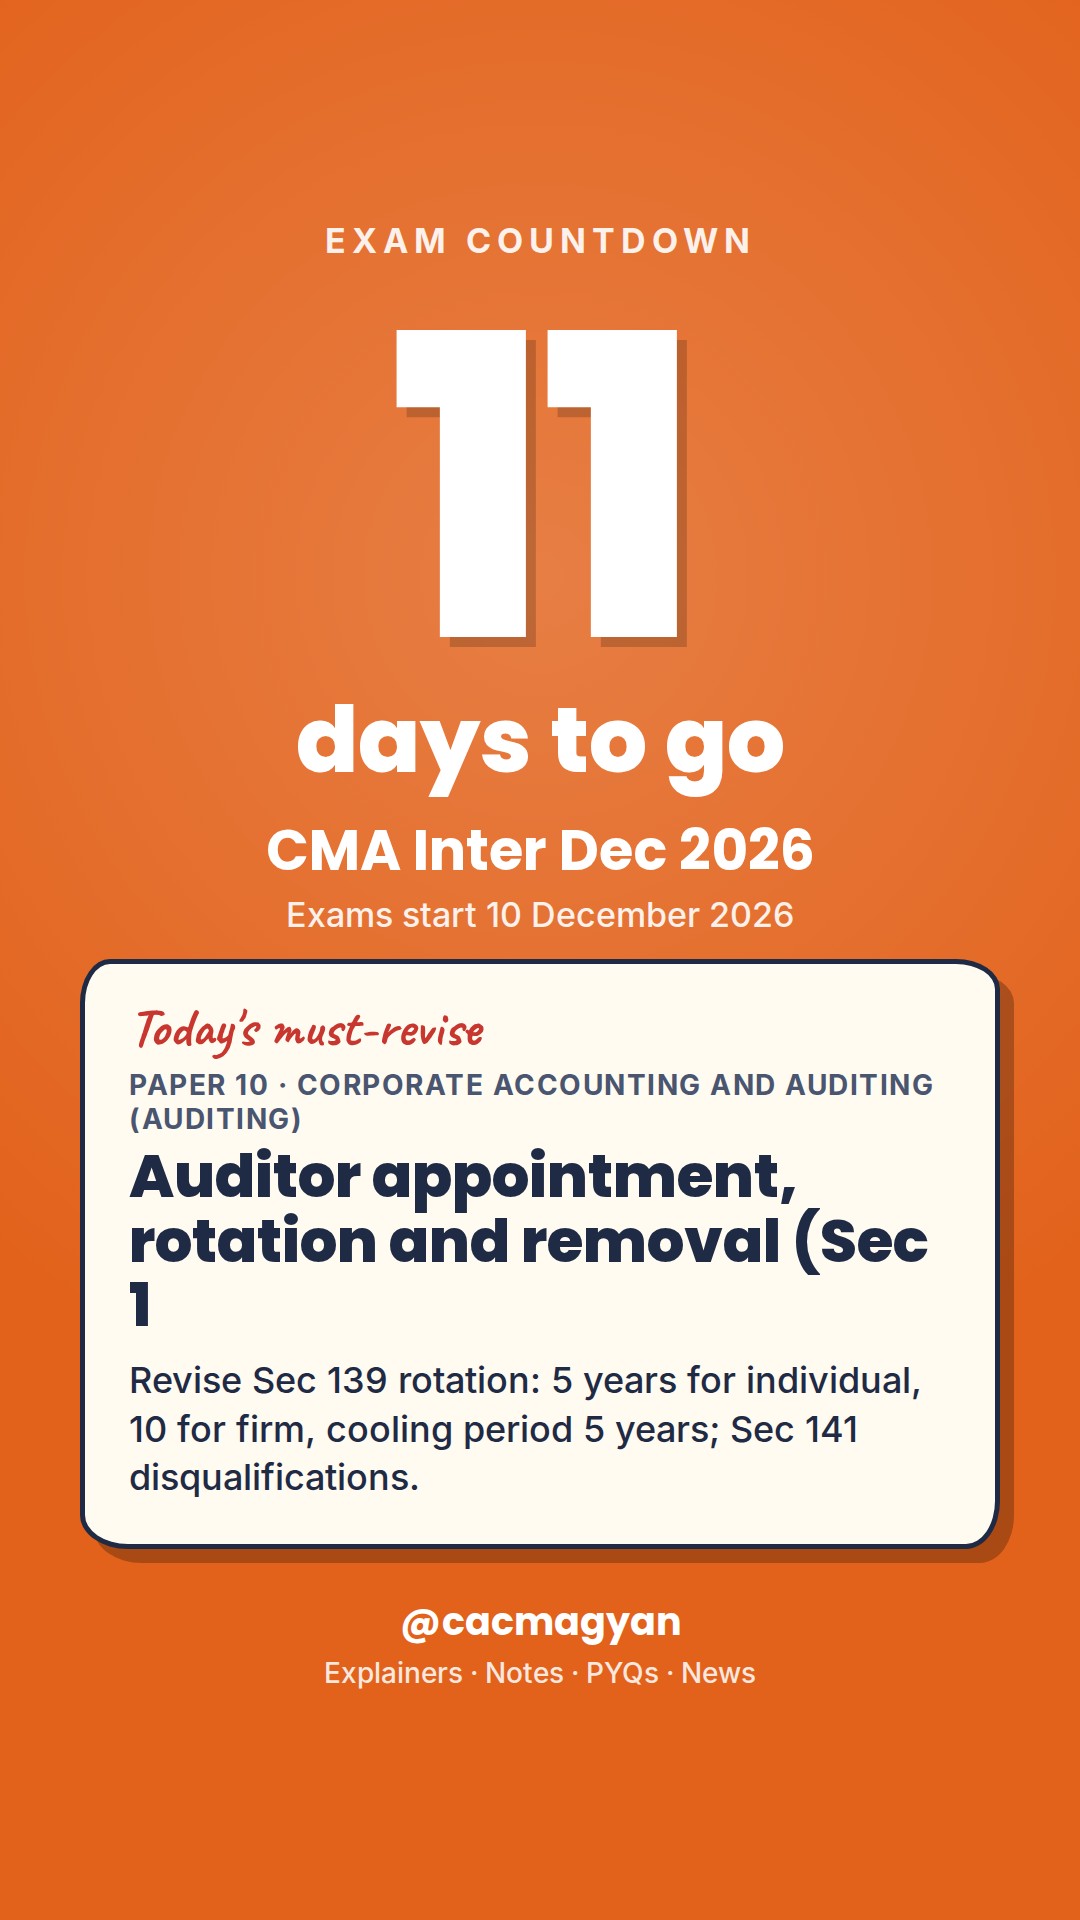 EXAM COUNTDOWN
11
days to go
CMA Inter Dec 2026
Exams start 10 December 2026
Today's must-revise
PAPER 10 · CORPORATE ACCOUNTING AND AUDITING
(AUDITING)
Auditor appointment,
rotation and removal (Sec
1
Revise Sec 139 rotation: 5 years for individual,
10 for firm, cooling period 5 years; Sec 141
disqualifications.
@cacmagyan
Explainers · Notes · PYQs · News